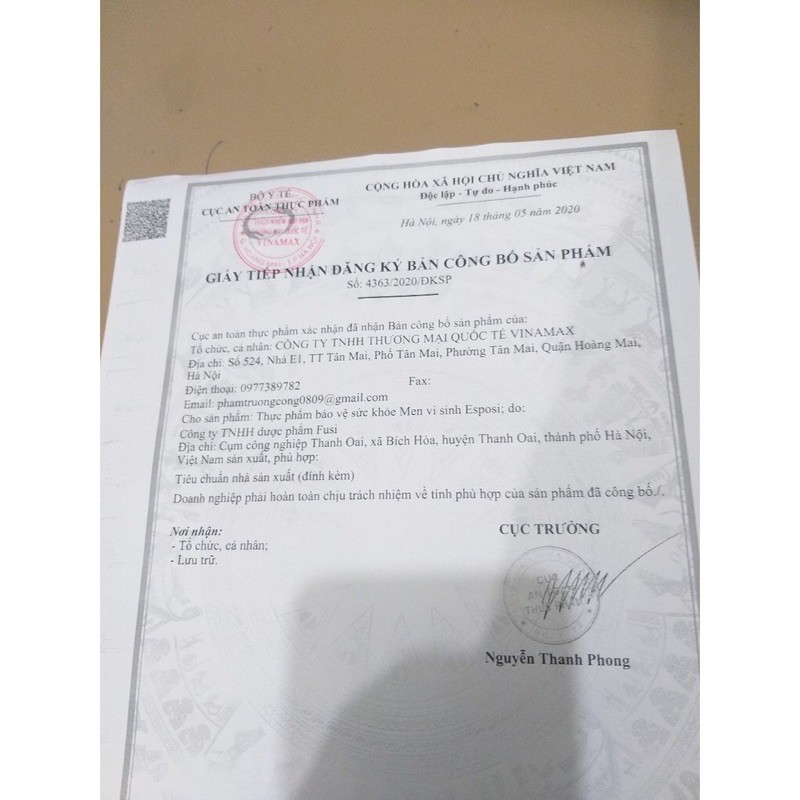 BỘ Y TẾ
CỤC AN TOÀN THỰC PHẨM
CỘNG HÒA XÃ HỘI CHỦ NGHĨA VIỆT NAM
Độc lập - Tự do - Hạnh phúc
Hà Nội, ngày 18 tháng 05 năm 2020
VINAMAX
GIẤY TIẾP NHẬN ĐĂNG KÝ BẢN CÔNG BỐ SẢN PHẨM
Số: 4363/2020/ĐKSP
Cục an toàn thực phẩm xác nhận đã nhận Bản công bố sản phẩm của:
Tổ chức, cá nhân: CÔNG TY TNHH THƯƠNG MẠI QUỐC TẾ VINAMAX
Địa chỉ: Số 524, Nhà E1, TT Tân Mai, Phố Tân Mai, Phường Tân Mai, Quận Hoàng Mai,
Hà Nội
Điện thoại: 0977389782 Fax:
Email: phamtruongcong0809@gmail.com
Cho sản phẩm: Thực phẩm bảo vệ sức khỏe Men vi sinh Esposi; do:
Công ty TNHH dược phẩm Fusi
Địa chỉ: Cụm công nghiệp Thanh Oai, xã Bích Hòa, huyện Thanh Oai, thành phố Hà Nội,
Việt Nam sản xuất, phù hợp:
Tiêu chuẩn nhà sản xuất (đính kèm)
Doanh nghiệp phải hoàn toàn chịu trách nhiệm về tính phù hợp của sản phẩm đã công bố./.
Nơi nhận:
- Tổ chức, cá nhân;
- Lưu trữ.
CỤC TRƯỞNG
CỤC
AN TOÀN
THỰC PHẨM
Nguyễn Thanh Phong